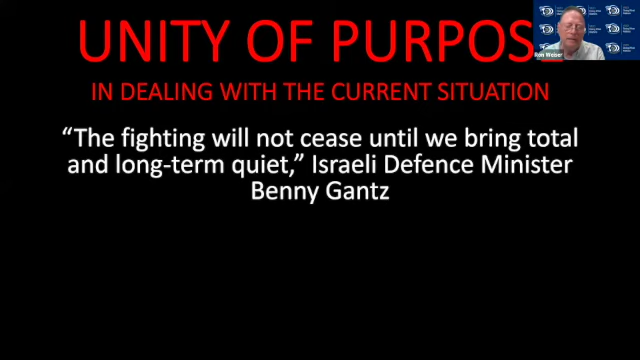 UNITY OF PURPOS
IN DEALING WITH THE CURRENT SITUATION
“The fighting will not cease until we bring total
and long-term quiet,” Israeli Defence Minister
Benny Gantz
Ron Weiser